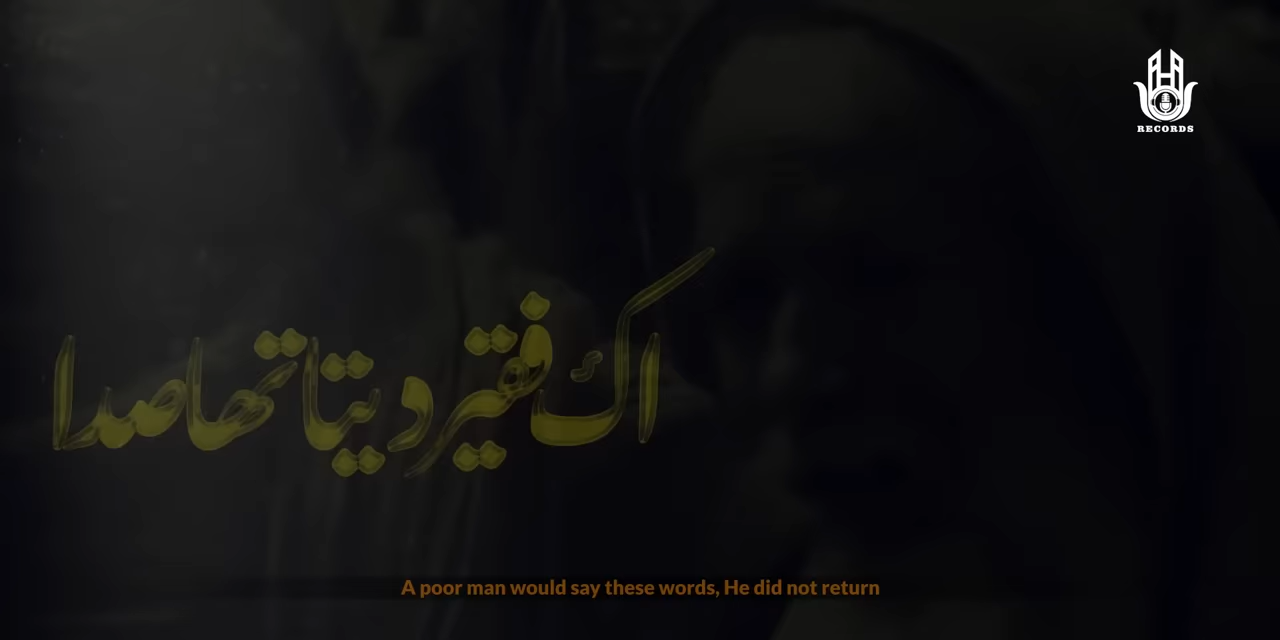 RECORDS
اک فقیر دیتا تھا صدا
A poor man would say these words, He did not return